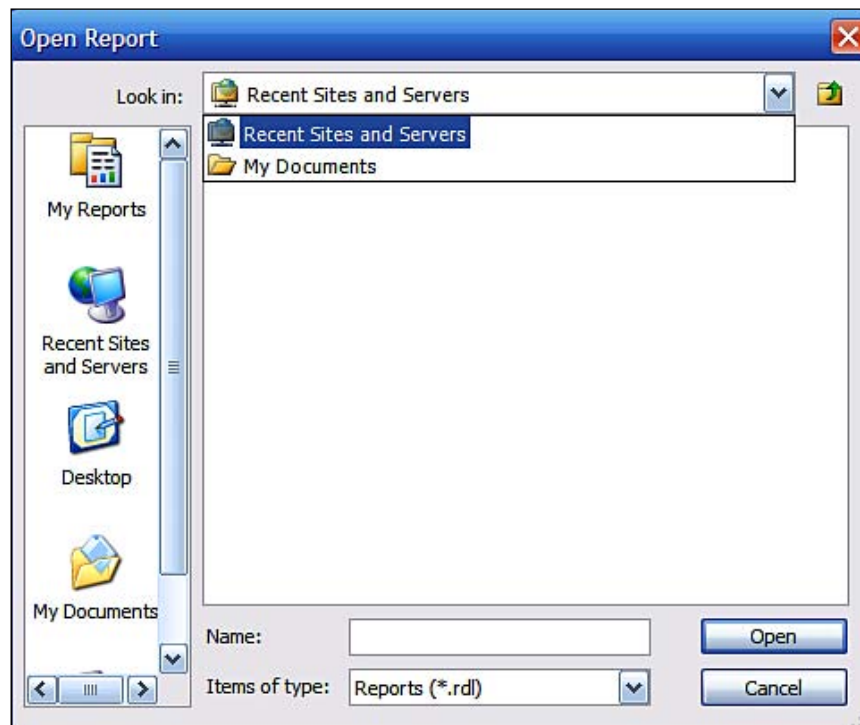 Open Report
Look in:
Recent Sites and Servers
Recent Sites and Servers
My Documents
My Reports
Recent Sites
and Servers
Desktop
My Documents
Name:
Open
Items of type:
Reports (*.rdl)
Cancel